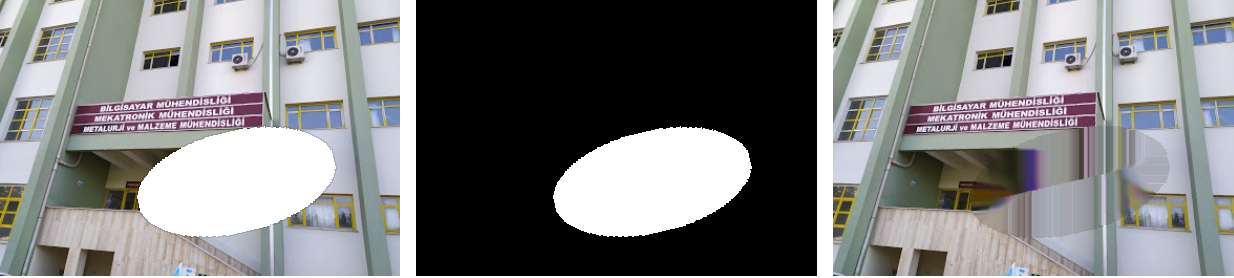 BİLGİSAYAR MÜHENDİSLİĞİ
MEKATRONİK MÜHENDİSLİĞİ
METALURJİ ve MALZEME MÜHENDİSLİĞİ
BİLGİSAYAR MÜHENDİSLİĞİ
MEKATRONİK MÜHENDİSLİĞİ
METALURJİ ve MALZEME MÜHENDİSLİĞİ